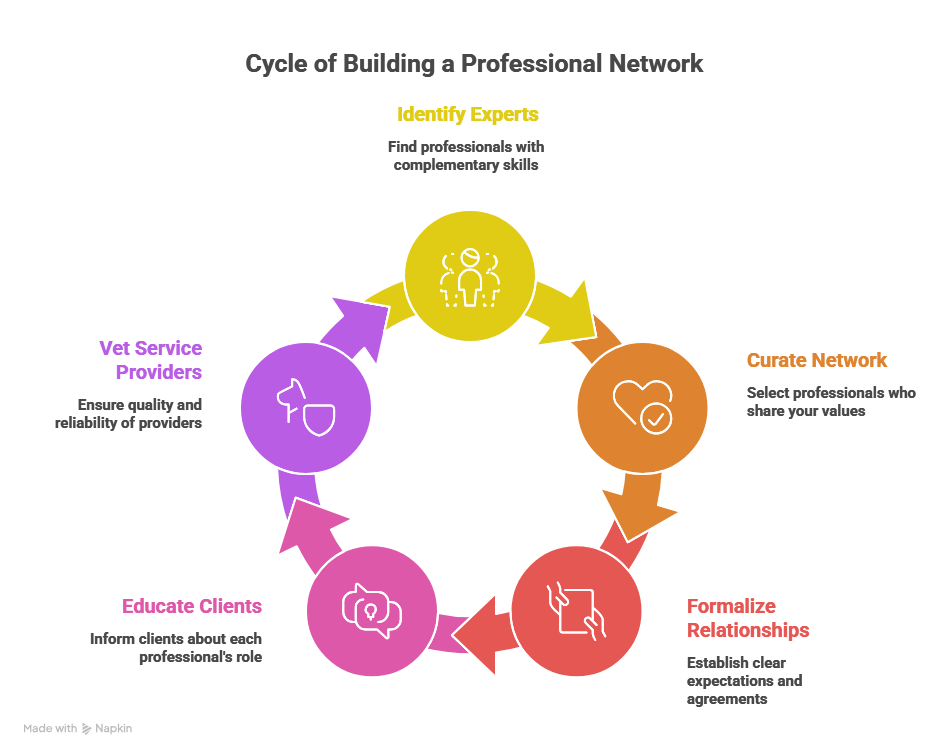 Cycle of Building a Professional Network
Identify Experts
Find professionals with
complementary skills
Curate Network
Select professionals who
share your values
Formalize
Relationships
Establish clear
expectations and
agreements
Educate Clients
Inform clients about each
professional's role
Vet Service
Providers
Ensure quality and
reliability of providers
Made with Napkin